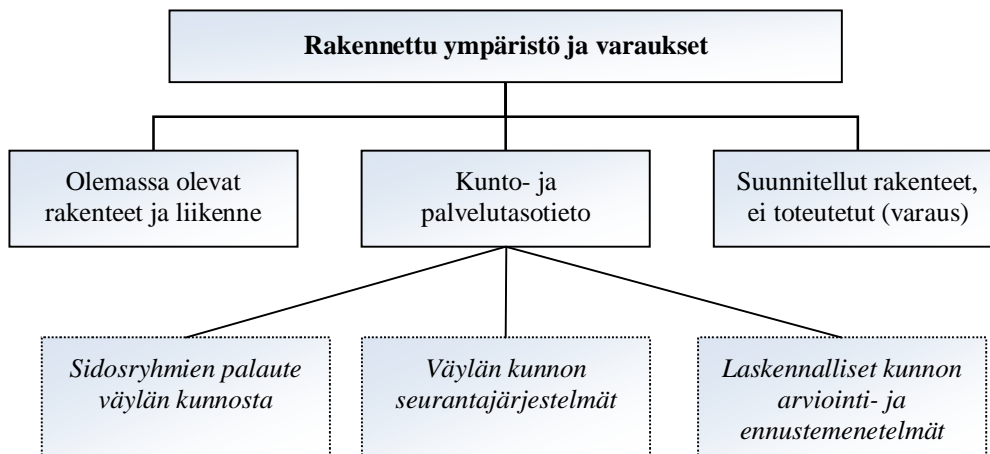 Rakennettu ympäristö ja varaukset
Olemassa olevat
rakenteet ja liikenne
Kunto- ja
palvelutasotieto
Suunnitellut rakenteet,
ei toteutetut (varaus)
Sidosryhmien palaute
väylän kunnosta
Väylän kunnon
seurantajärjestelmät
Laskennalliset kunnon
arviointi- ja
ennustemenetelmät